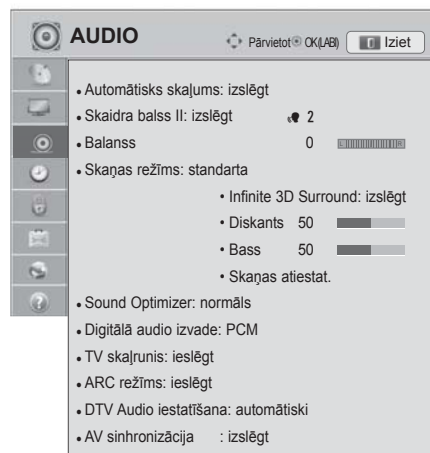 AUDIO Pārvietot OK(LABI) Iziet
• Automātisks skaļums: izslēgt
• Skaidra balss II: izslēgt 2
• Balanss 0 L R
• Skaņas režīms: standarta
• Infinite 3D Surround: izslēgt
• Diskants 50
• Bass 50
• Skaņas atiestat.
• Sound Optimizer: normāls
• Digitālā audio izvade: PCM
• TV skaļrunis: ieslēgt
• ARC režīms: ieslēgt
• DTV Audio iestatīšana: automātiski
• AV sinhronizācija : izslēgt